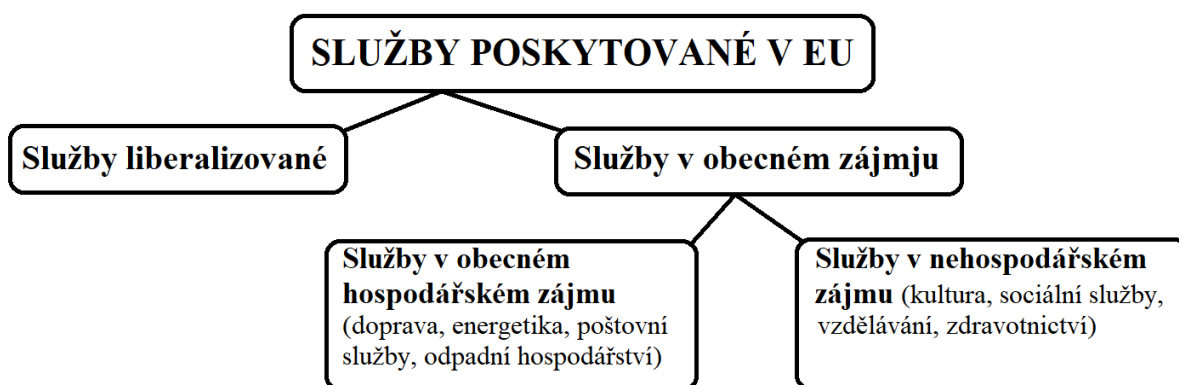 SLUŽBY POSKYTOVANÉ V EU
Služby liberalizované
Služby v obecném zájmju
Služby v obecném
hospodářském zájmu
(doprava, energetika, poštovní
služby, odpadní hospodářství)
Služby v nehospodářském
zájmu (kultura, sociální služby,
vzdělávání, zdravotnictví)